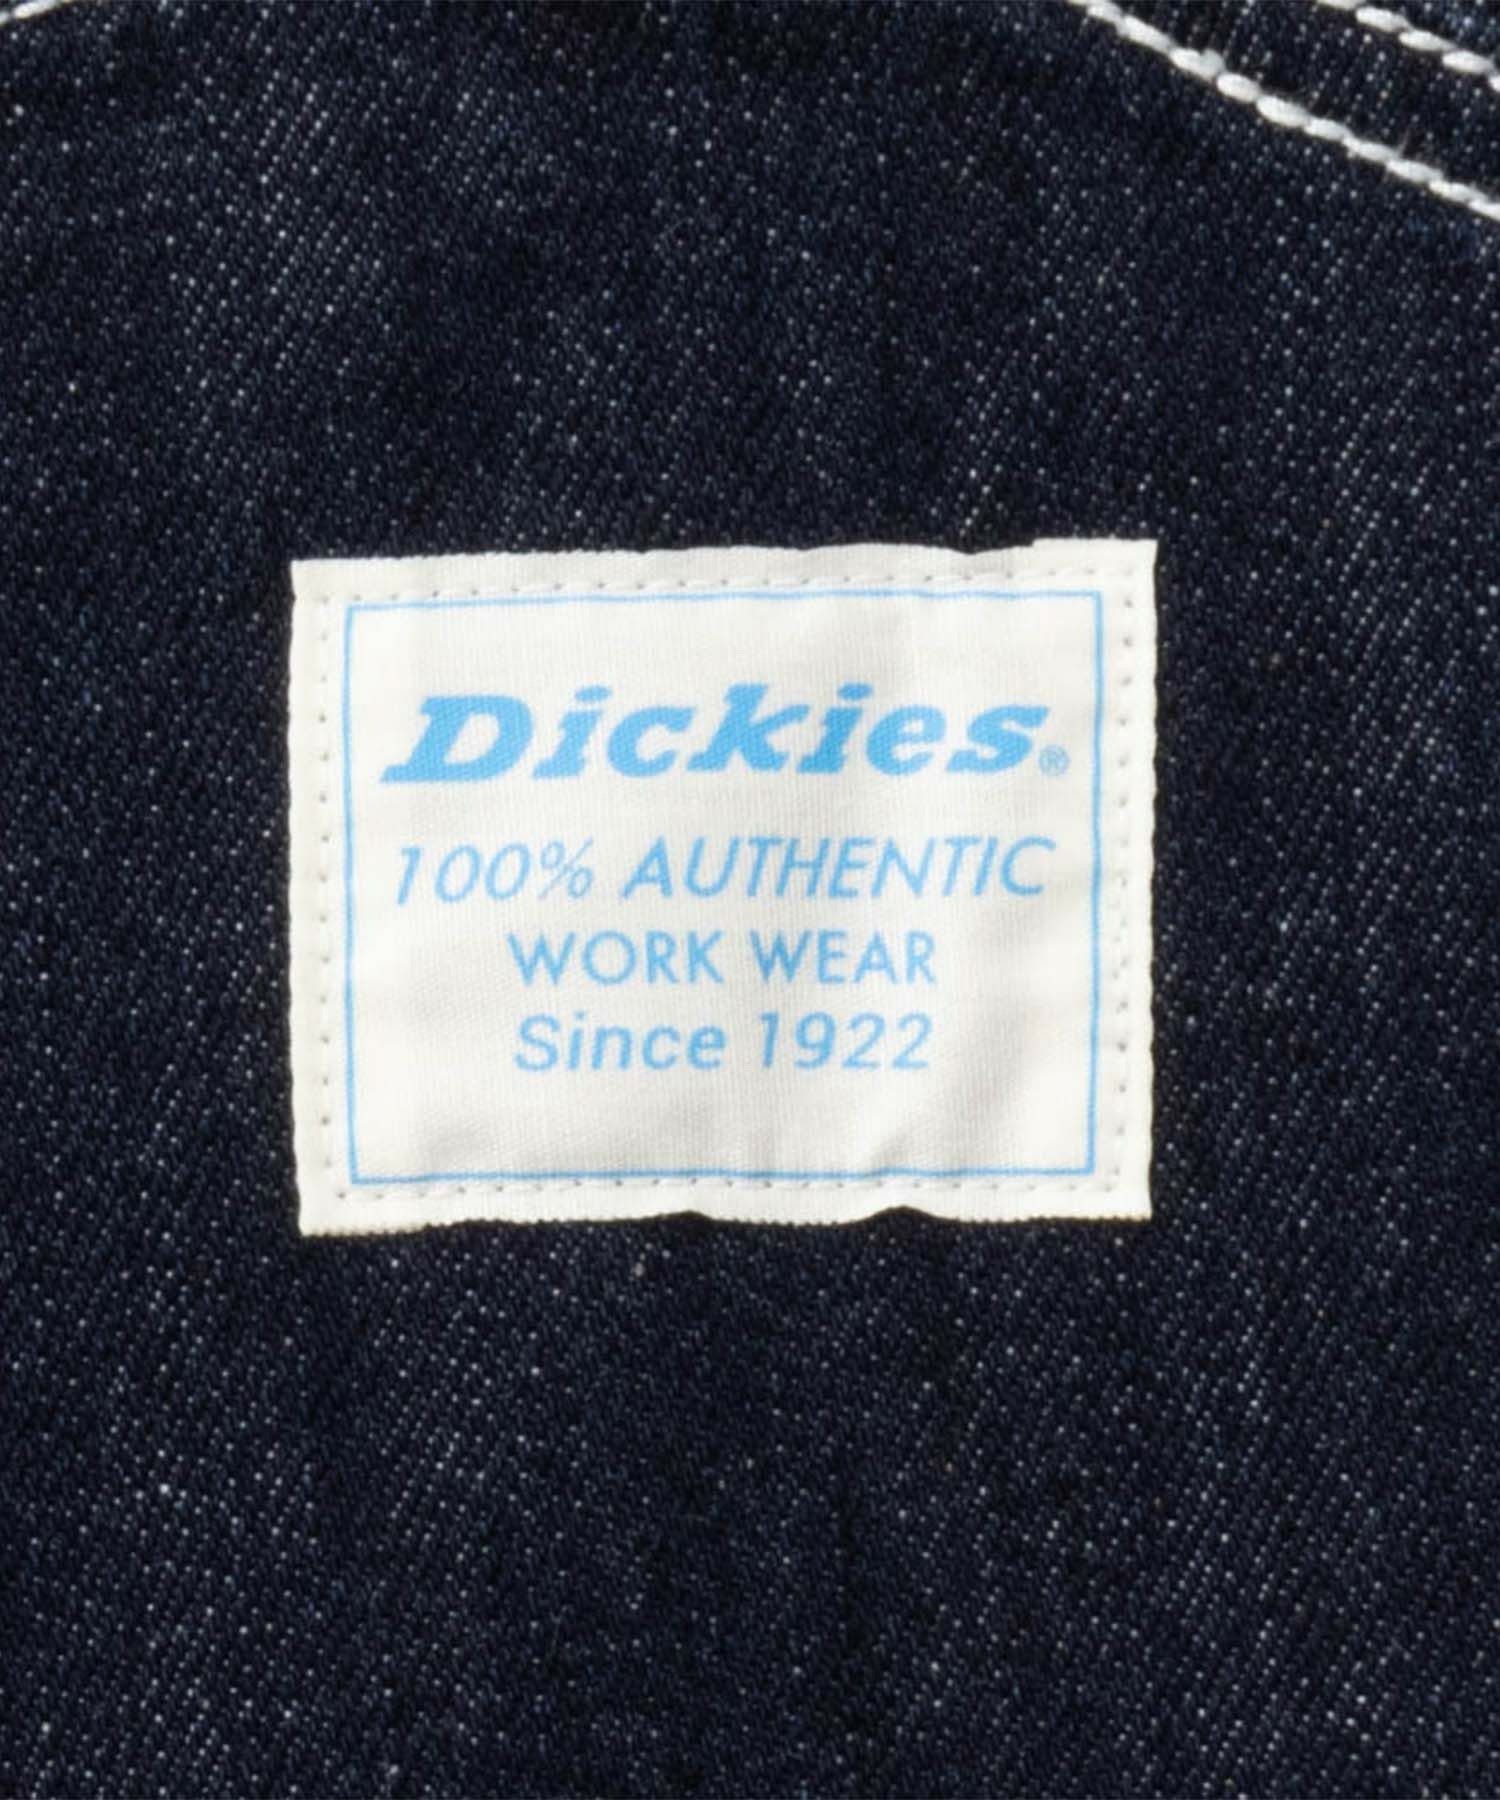 Dickies®
100% AUTHENTIC
WORK WEAR
Since 1922